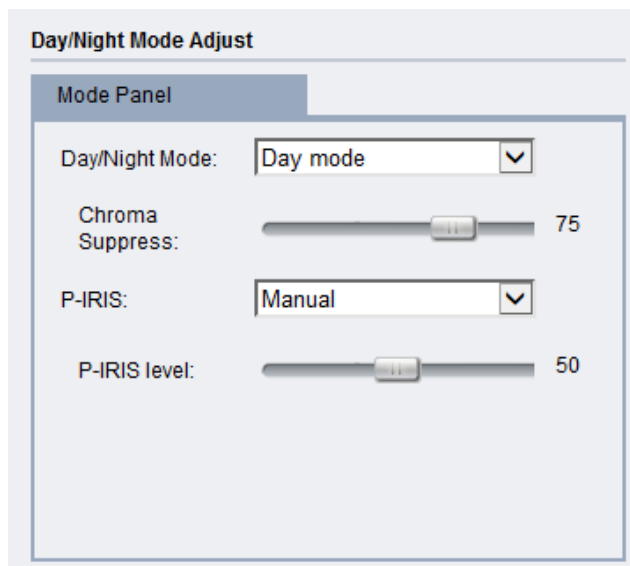 Day/Night Mode Adjust
Mode Panel
Day/Night Mode: Day mode
Chroma
Suppress: 75
P-IRIS: Manual
P-IRIS level: 50